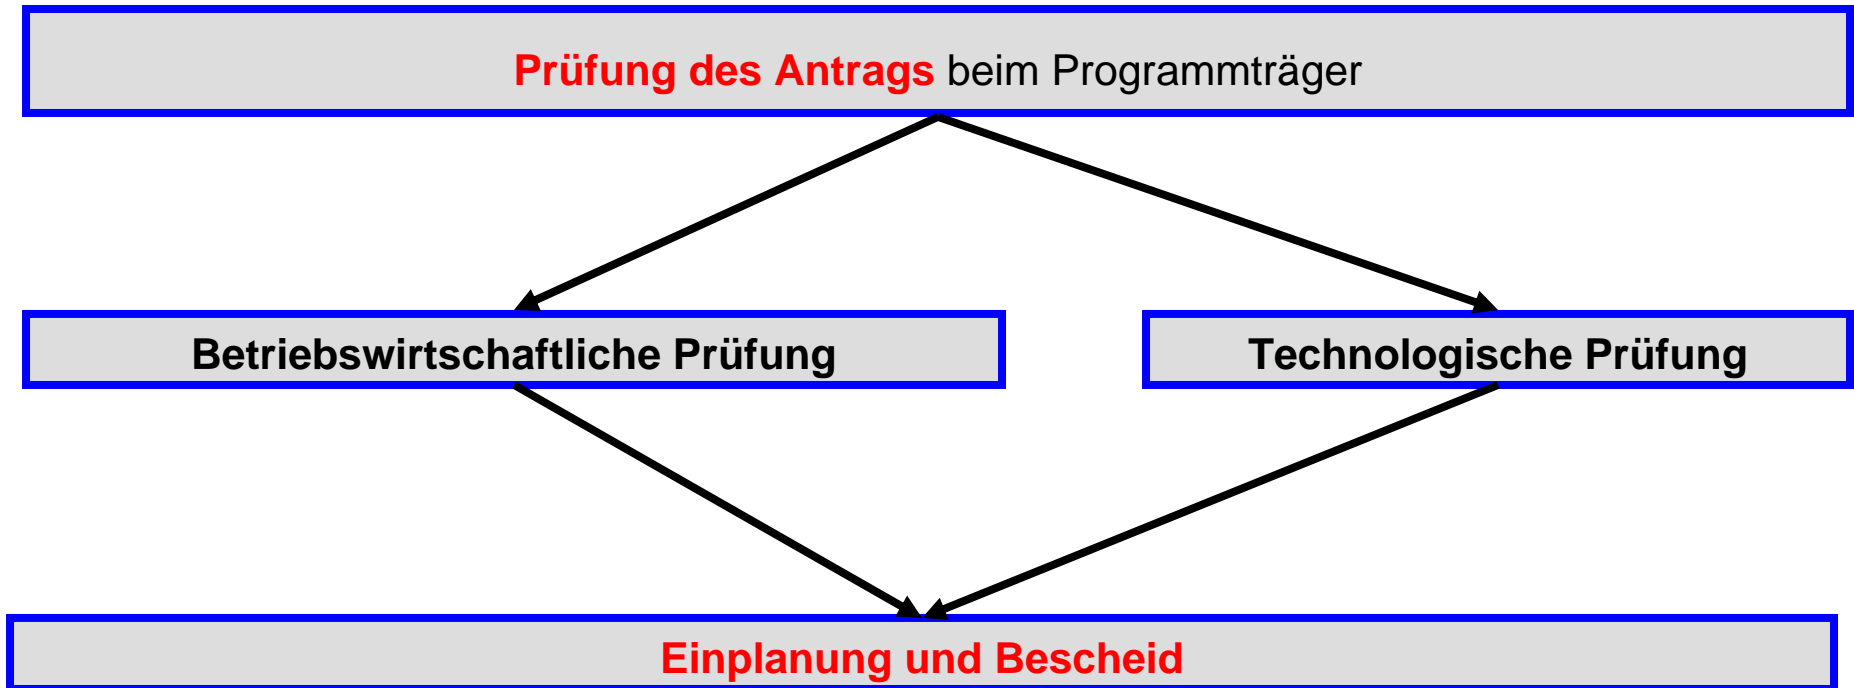 Prüfung des Antrags beim Programmträger
Betriebswirtschaftliche Prüfung
Technologische Prüfung
Einplanung und Bescheid